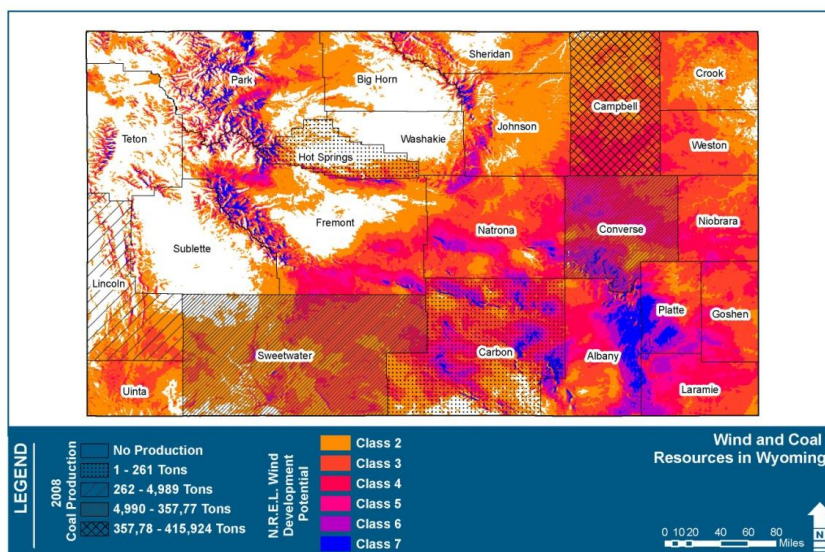 Sheridan
Park
Big Horn
Crook
Campbell
Teton
Johnson
Washakie
Weston
Hot Springs
Fremont
Natrona
Converse
Niobrara
Sublette
Lincoln
Platte
Goshen
Sweetwater
Carbon
Albany
Uinta
Laramie
LEGEND
2008
Coal Production
No Production
1 - 261 Tons
262 - 4,989 Tons
4,990 - 357,77 Tons
357,78 - 415,924 Tons
N.R.E.L. Wind
Development
Potential
Class 2
Class 3
Class 4
Class 5
Class 6
Class 7
Wind and Coal
Resources in Wyoming
0 10 20 40 60 80
Miles
N